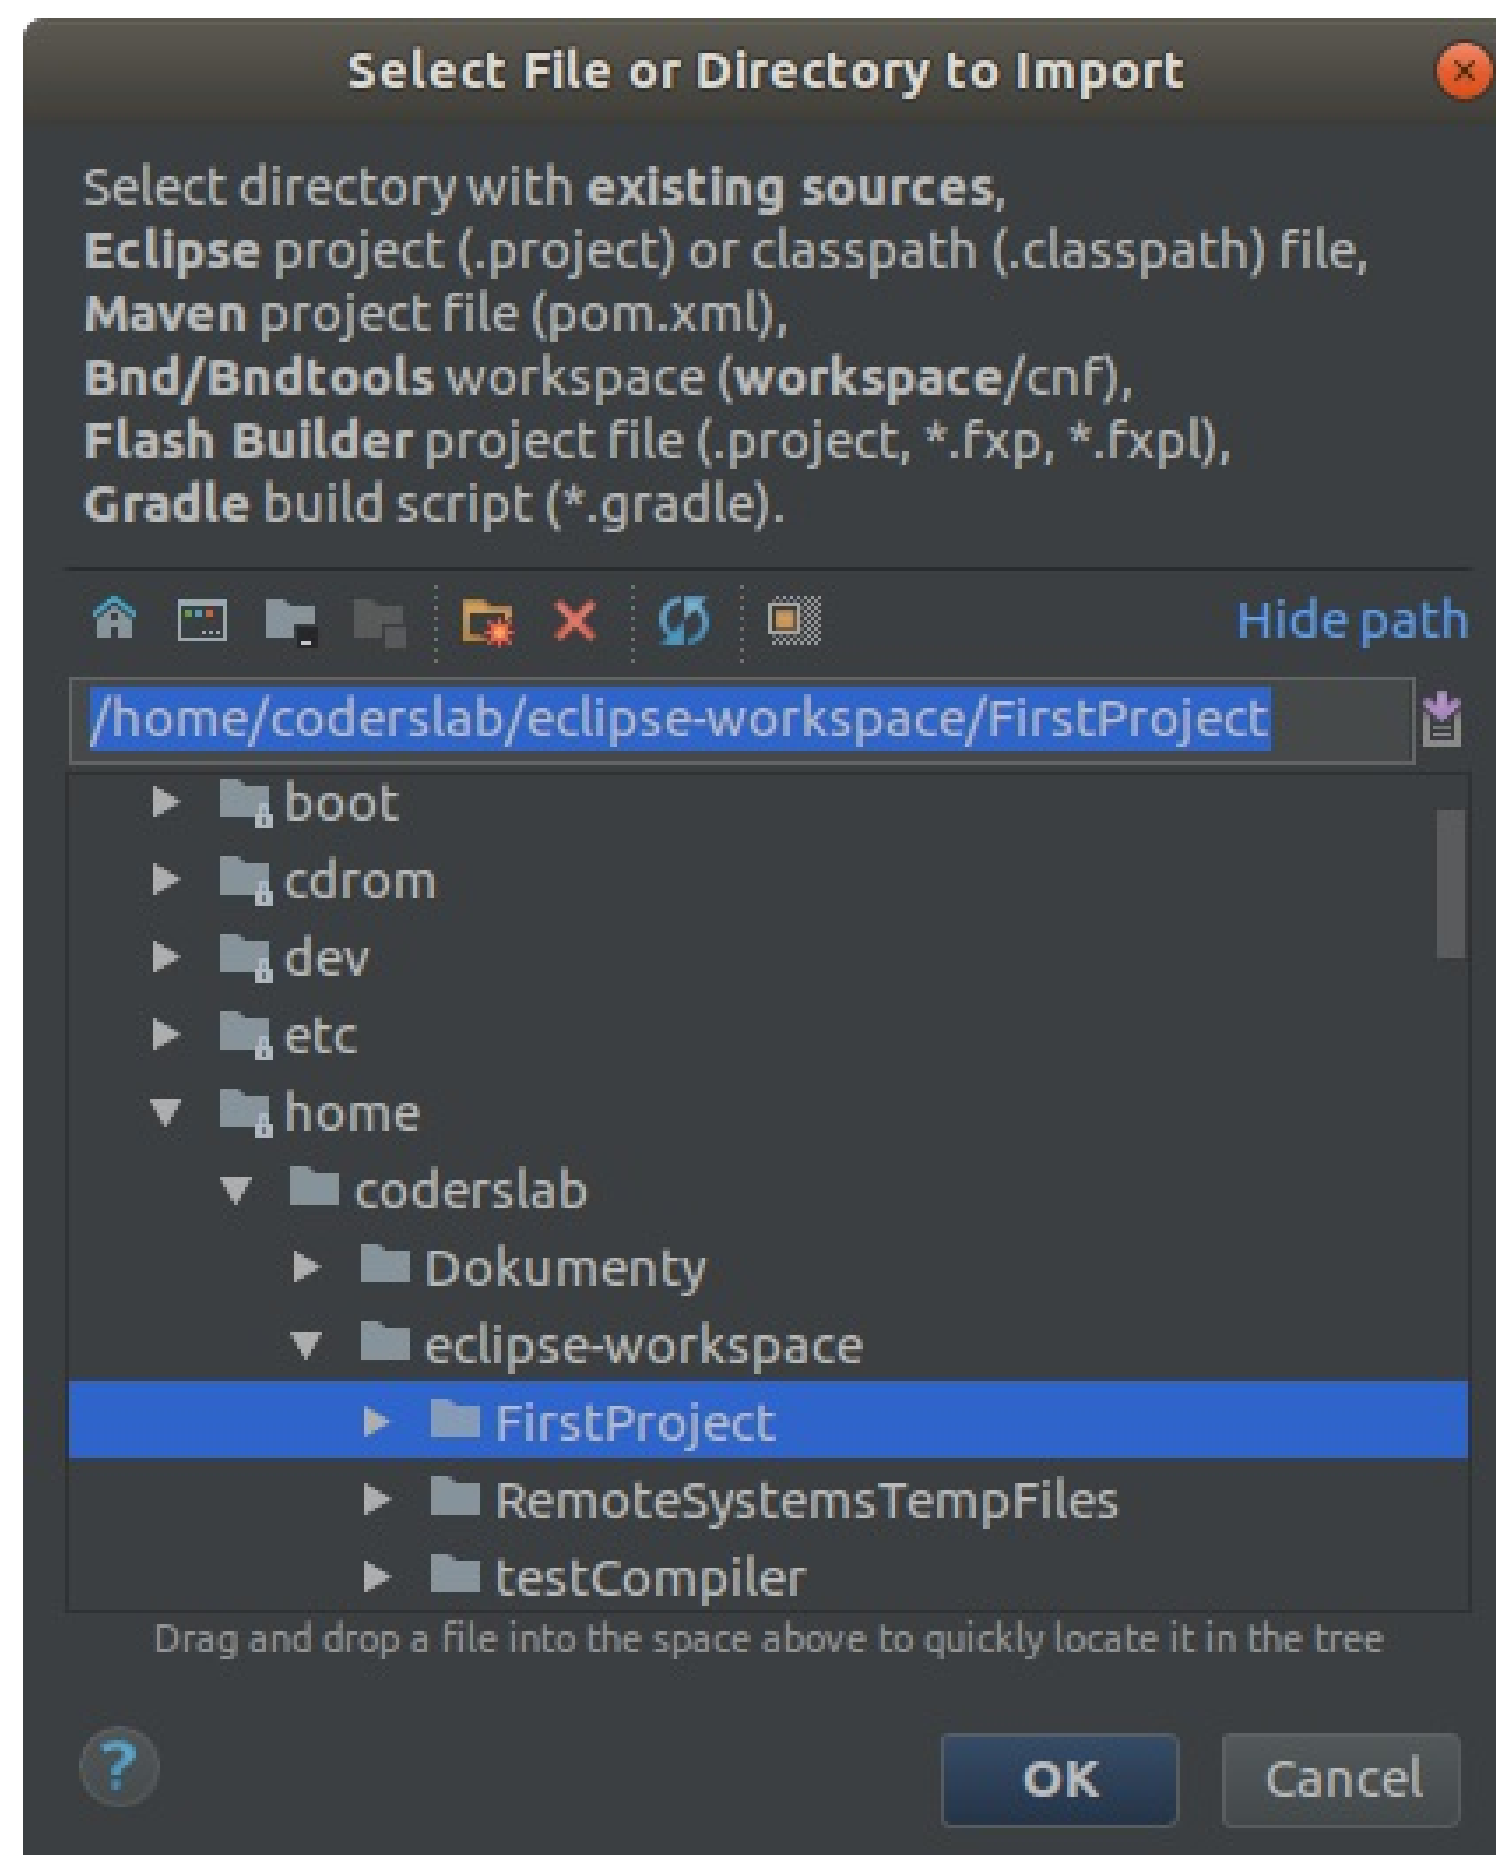 Select File or Directory to Import
Select directory with existing sources,
Eclipse project (.project) or classpath (.classpath) file,
Maven project file (pom.xml),
Bnd/Bndtools workspace (workspace/cnf),
Flash Builder project file (.project, *.fxp, *.fxpl),
Gradle build script (*.gradle).
Hide path
/home/coderslab/eclipse-workspace/FirstProject
boot
cdrom
dev
etc
home
coderslab
Dokumenty
eclipse-workspace
FirstProject
RemoteSystemsTempFiles
testCompiler
Drag and drop a file into the space above to quickly locate it in the tree
?
OK
Cancel